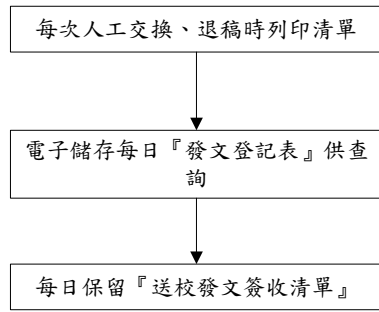 每次人工交換、退稿時列印清單
電子儲存每日『發文登記表』供查
詢
每日保留『送校發文簽收清單』